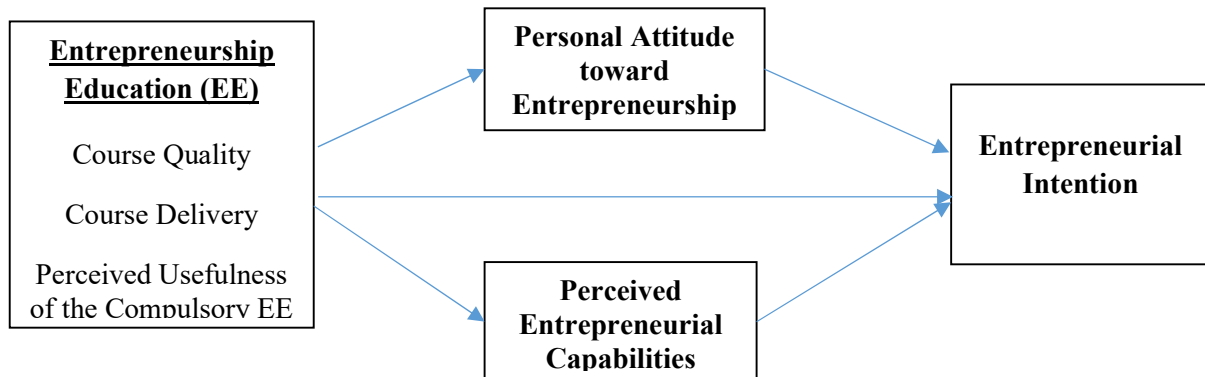 Entrepreneurship
Education (EE)
Course Quality
Course Delivery
Perceived Usefulness
of the Compulsory EE
Personal Attitude
toward
Entrepreneurship
Perceived
Entrepreneurial
Capabilities
Entrepreneurial
Intention